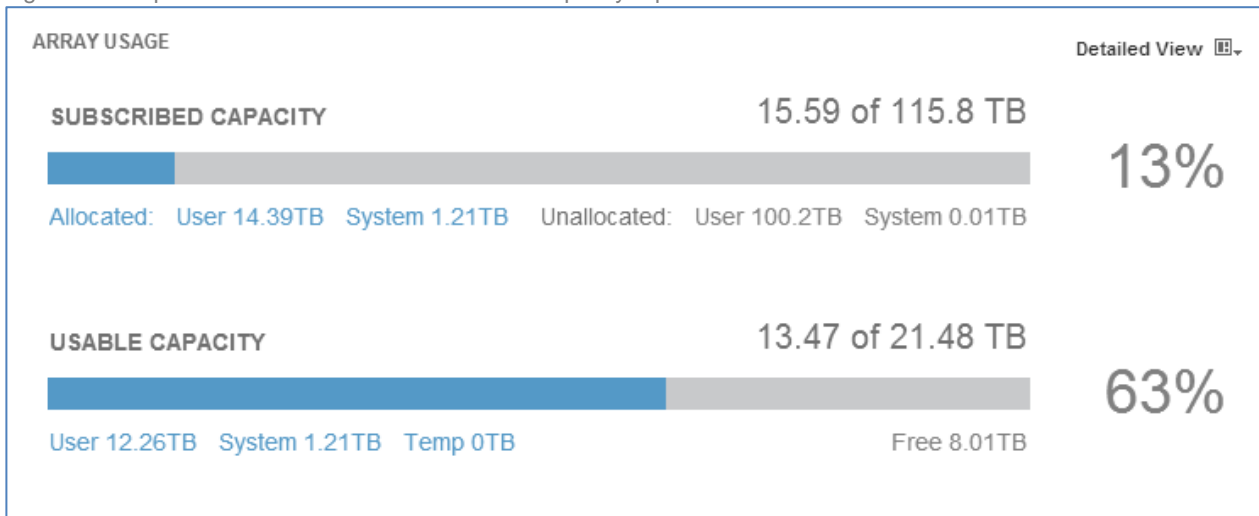 ARRAY USAGE
Detailed View
SUBSCRIBED CAPACITY
15.59 of 115.8 TB
13%
Allocated: User 14.39TB System 1.21TB Unallocated: User 100.2TB System 0.01TB
USABLE CAPACITY
13.47 of 21.48 TB
63%
User 12.26TB System 1.21TB Temp 0TB Free 8.01TB